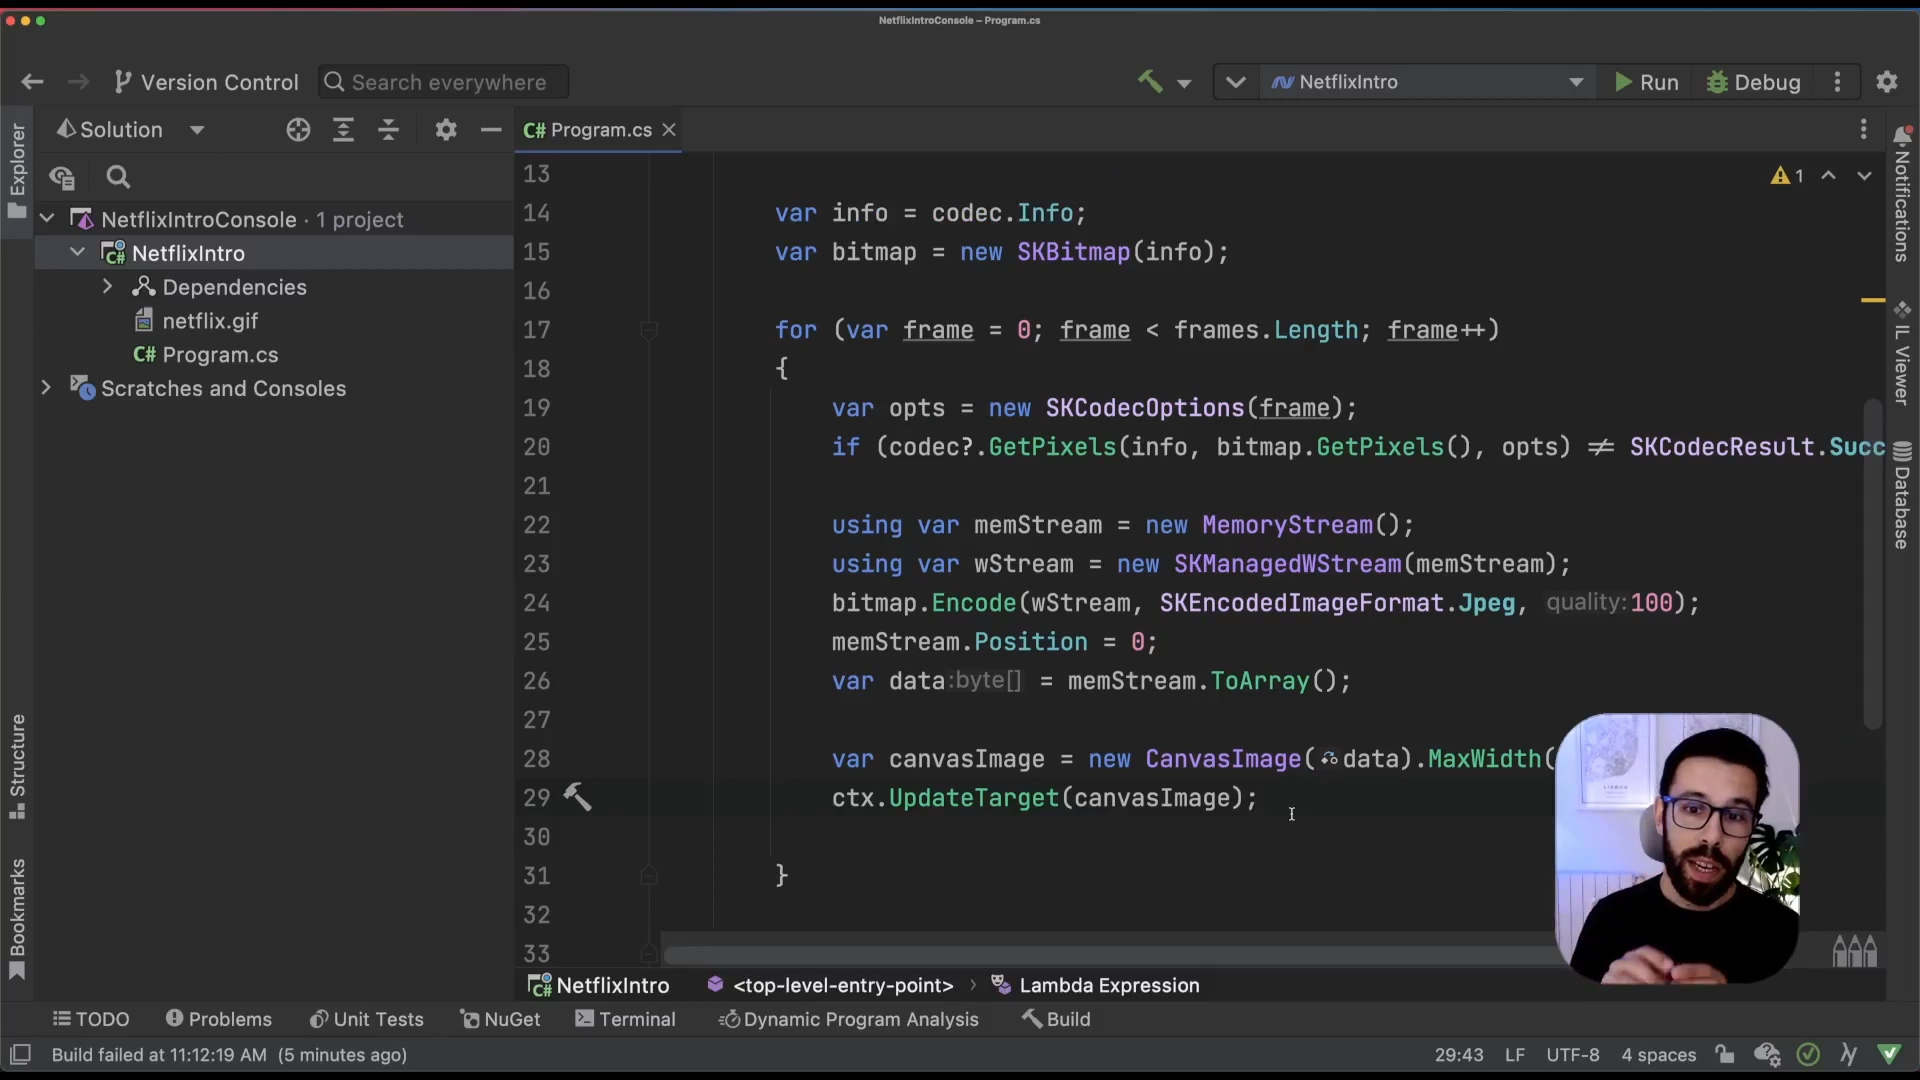 NetflixIntroConsole – Program.cs
Version Control
Search everywhere
NetflixIntro
Run
Debug
Explorer
Solution
C# Program.cs
Notifications
NetflixIntroConsole · 1 project
NetflixIntro
Dependencies
netflix.gif
C# Program.cs
Scratches and Consoles
1
13
14 var info = codec.Info;
15 var bitmap = new SKBitmap(info);
16
17 for (var frame = 0; frame < frames.Length; frame++)
18 {
19 var opts = new SKCodecOptions(frame);
20 if (codec?.GetPixels(info, bitmap.GetPixels(), opts) ≠ SKCodecResult.Succ
21
22 using var memStream = new MemoryStream();
23 using var wStream = new SKManagedWStream(memStream);
24 bitmap.Encode(wStream, SKEncodedImageFormat.Jpeg, quality:100);
25 memStream.Position = 0;
26 var data:byte[] = memStream.ToArray();
27
28 var canvasImage = new CanvasImage(data).MaxWidth(
29 ctx.UpdateTarget(canvasImage);
30
31 }
32
33
IL Viewer
Database
Structure
Bookmarks
C# NetflixIntro <top-level-entry-point> › Lambda Expression
TODO
Problems
Unit Tests
NuGet
Terminal
Dynamic Program Analysis
Build
Build failed at 11:12:19 AM (5 minutes ago)
29:43 LF UTF-8 4 spaces